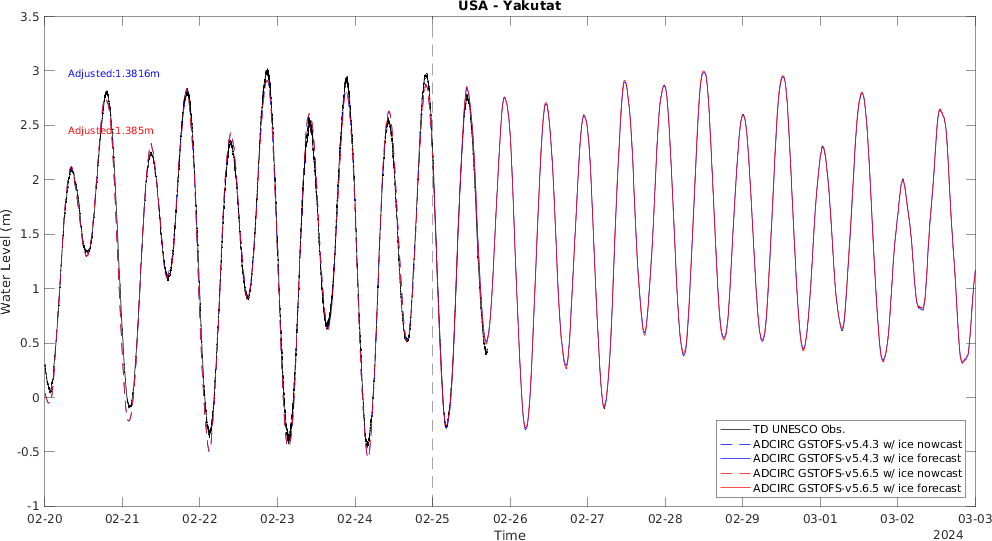 USA - Yakutat
3.5
3
2.5
2
1.5
1
0.5
0
-0.5
-1
Water Level (m)
Adjusted:1.3816m
Adjusted:1.385m
TD UNESCO Obs.
ADCIRC GSTOFS-v5.4.3 w/ ice nowcast
ADCIRC GSTOFS-v5.4.3 w/ ice forecast
ADCIRC GSTOFS-v5.6.5 w/ ice nowcast
ADCIRC GSTOFS-v5.6.5 w/ ice forecast
02-20 02-21 02-22 02-23 02-24 02-25 02-26 02-27 02-28 02-29 03-01 03-02 03-03
Time
2024